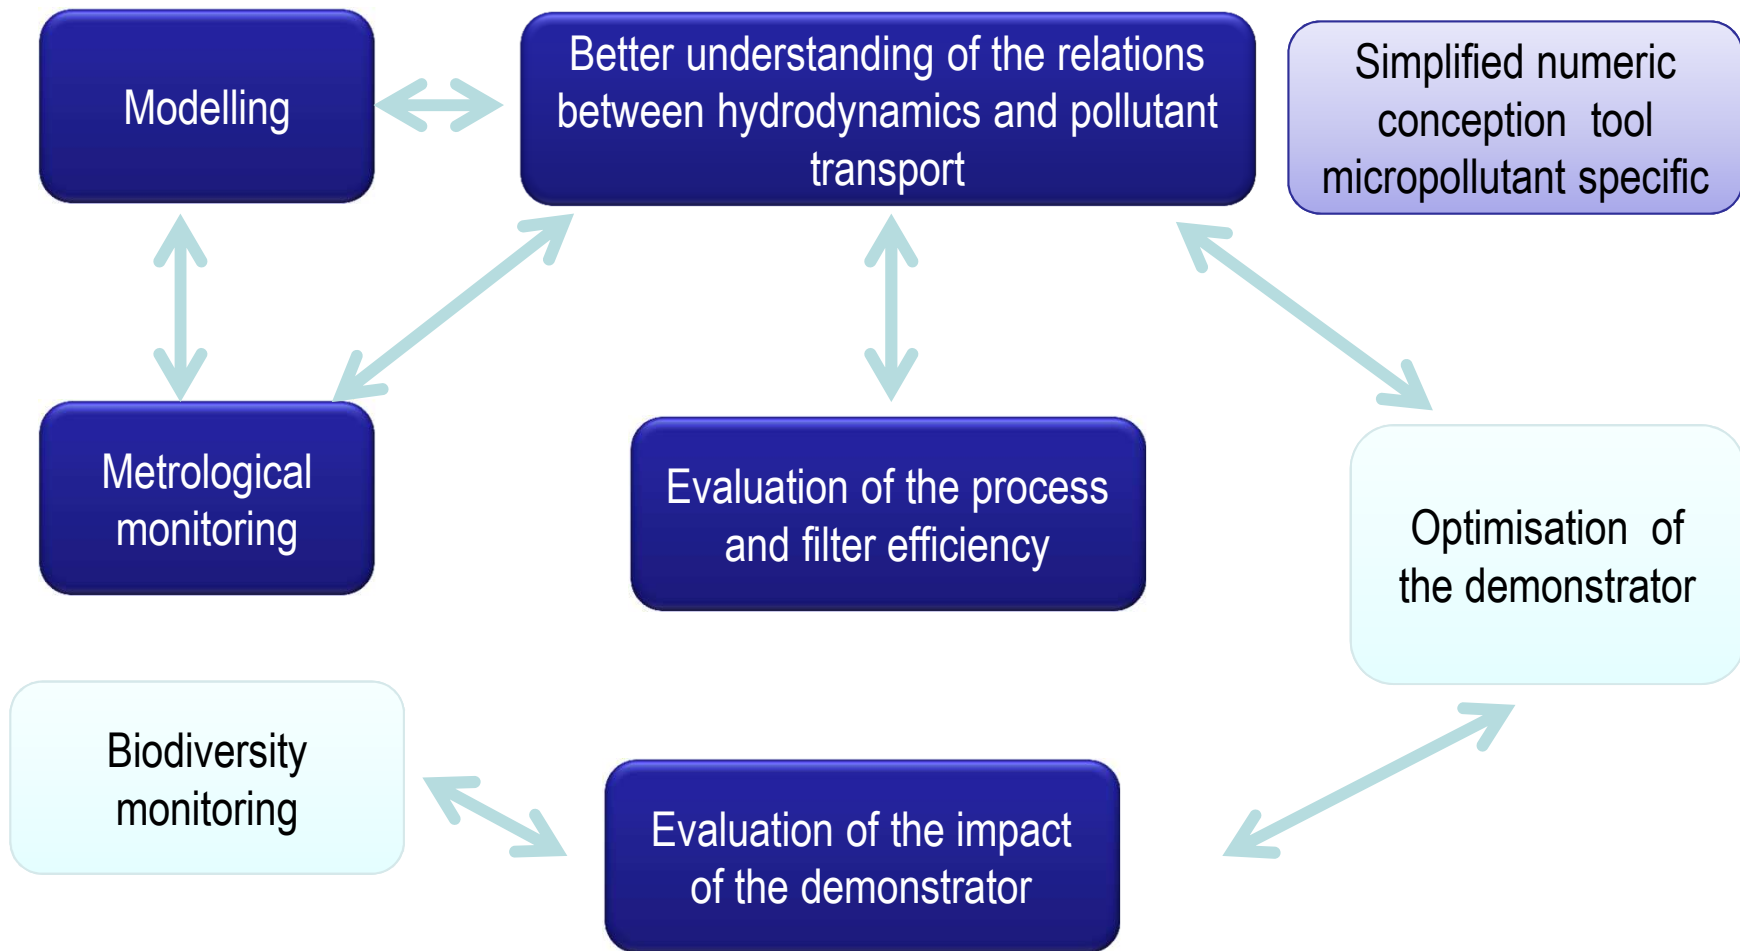 Modelling
Better understanding of the relations
between hydrodynamics and pollutant
transport
Simplified numeric
conception tool
micropollutant specific
Metrological
monitoring
Evaluation of the process
and filter efficiency
Optimisation of
the demonstrator
Biodiversity
monitoring
Evaluation of the impact
of the demonstrator